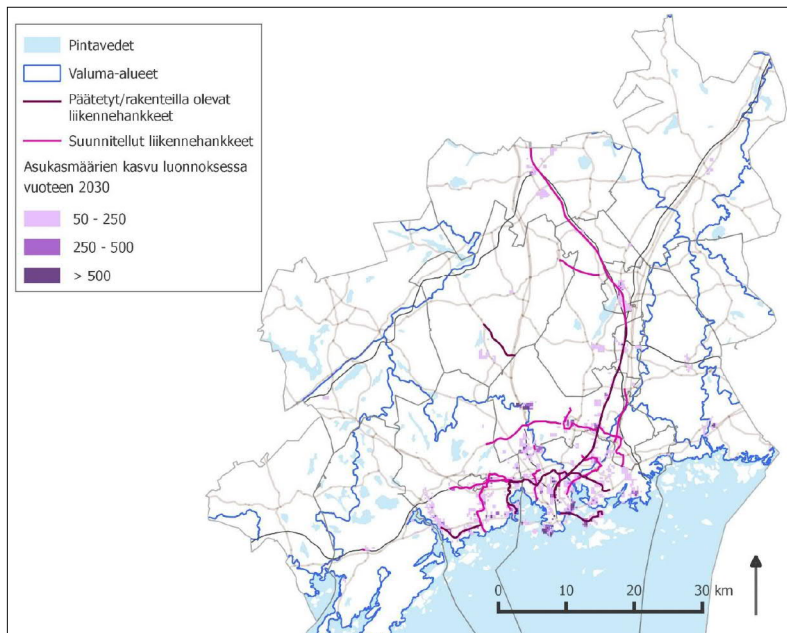 Pintavedet
Valuma-alueet
Päätetyt/rakenteilla olevat
liikennehankkeet
Suunnitellut liikennehankkeet
Asukasmäärien kasvu luonnoksessa
vuoteen 2030
50 - 250
250 - 500
> 500
0 10 20 30 km